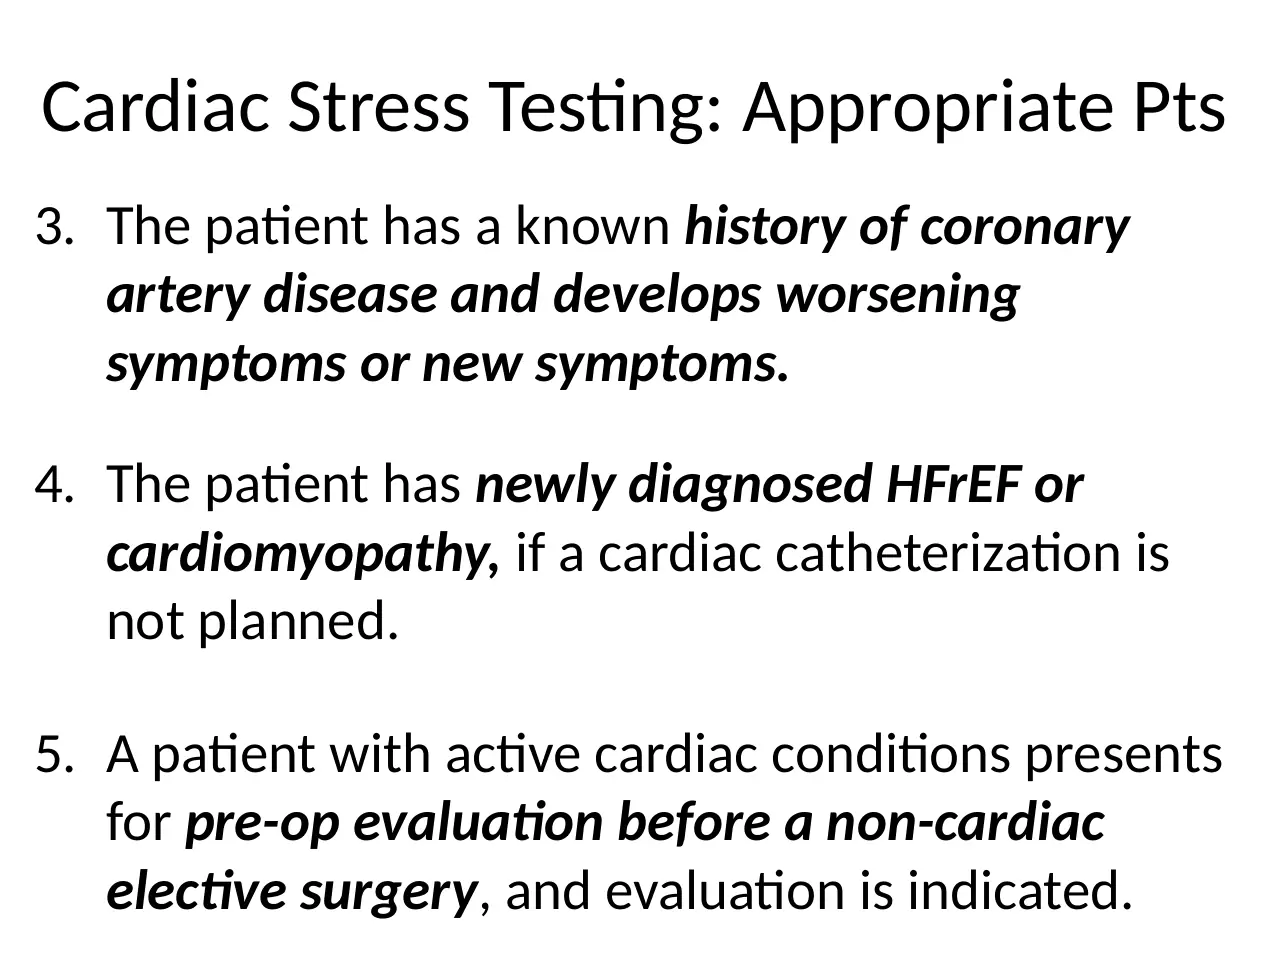 Cardiac Stress Testing: Appropriate Pts
3. The patient has a known history of coronary
artery disease and develops worsening
symptoms or new symptoms.
4. The patient has newly diagnosed HFrEF or
cardiomyopathy, if a cardiac catheterization is
not planned.
5. A patient with active cardiac conditions presents
for pre-op evaluation before a non-cardiac
elective surgery, and evaluation is indicated.